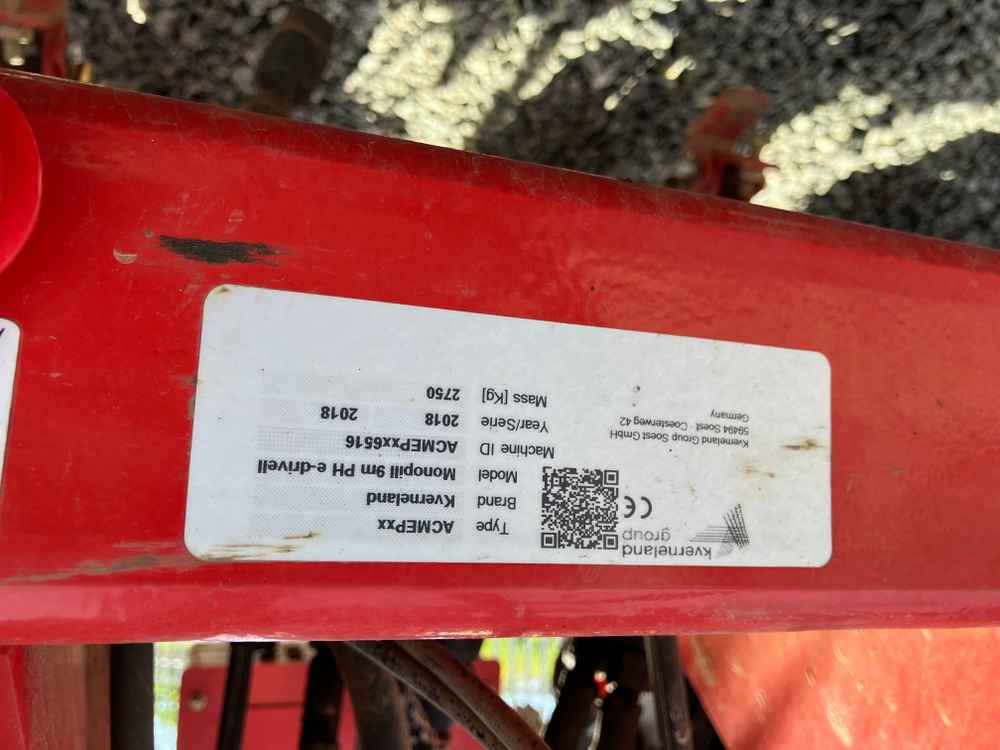 kverneland
group
CE
Kverneland Group Soest GmbH
59494 Soest - Coesterweg 42
Germany
Type ACMEPxx
Brand Kverneland
Model Monopill 9m PH e-drivell
Machine ID ACMEPxx6516
Year/Serie 2018 2018
Mass [Kg] 2750